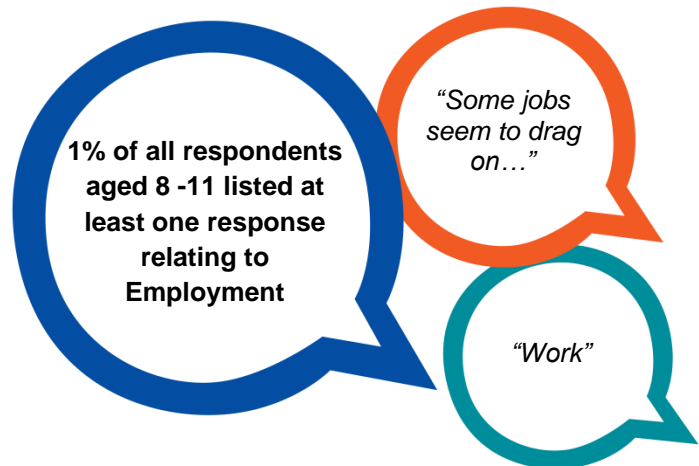 1% of all respondents
aged 8 -11 listed at
least one response
relating to
Employment
“Some jobs
seem to drag
on…”
“Work”